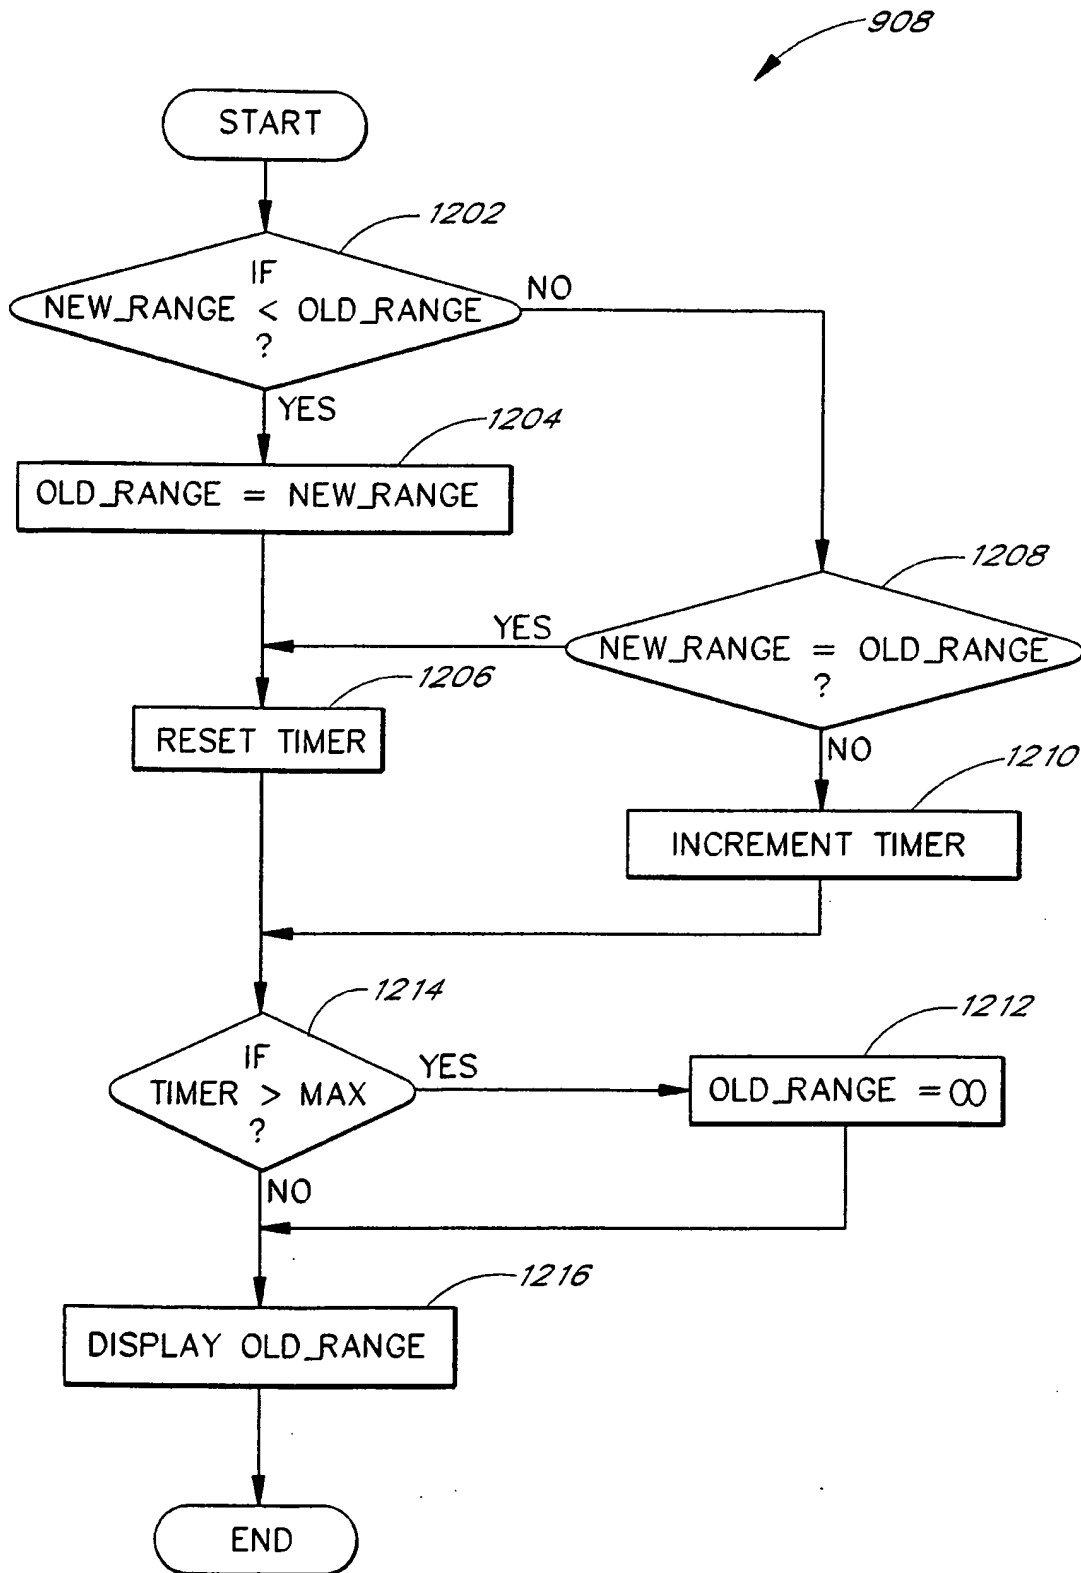 908
START
1202
IF
NEW_RANGE < OLD_RANGE
?
NO
YES
1204
OLD_RANGE = NEW_RANGE
1208
NEW_RANGE = OLD_RANGE
?
YES
1206
RESET TIMER
NO
1210
INCREMENT TIMER
1214
IF
TIMER > MAX
?
YES
1212
OLD_RANGE = ∞
NO
1216
DISPLAY OLD_RANGE
END